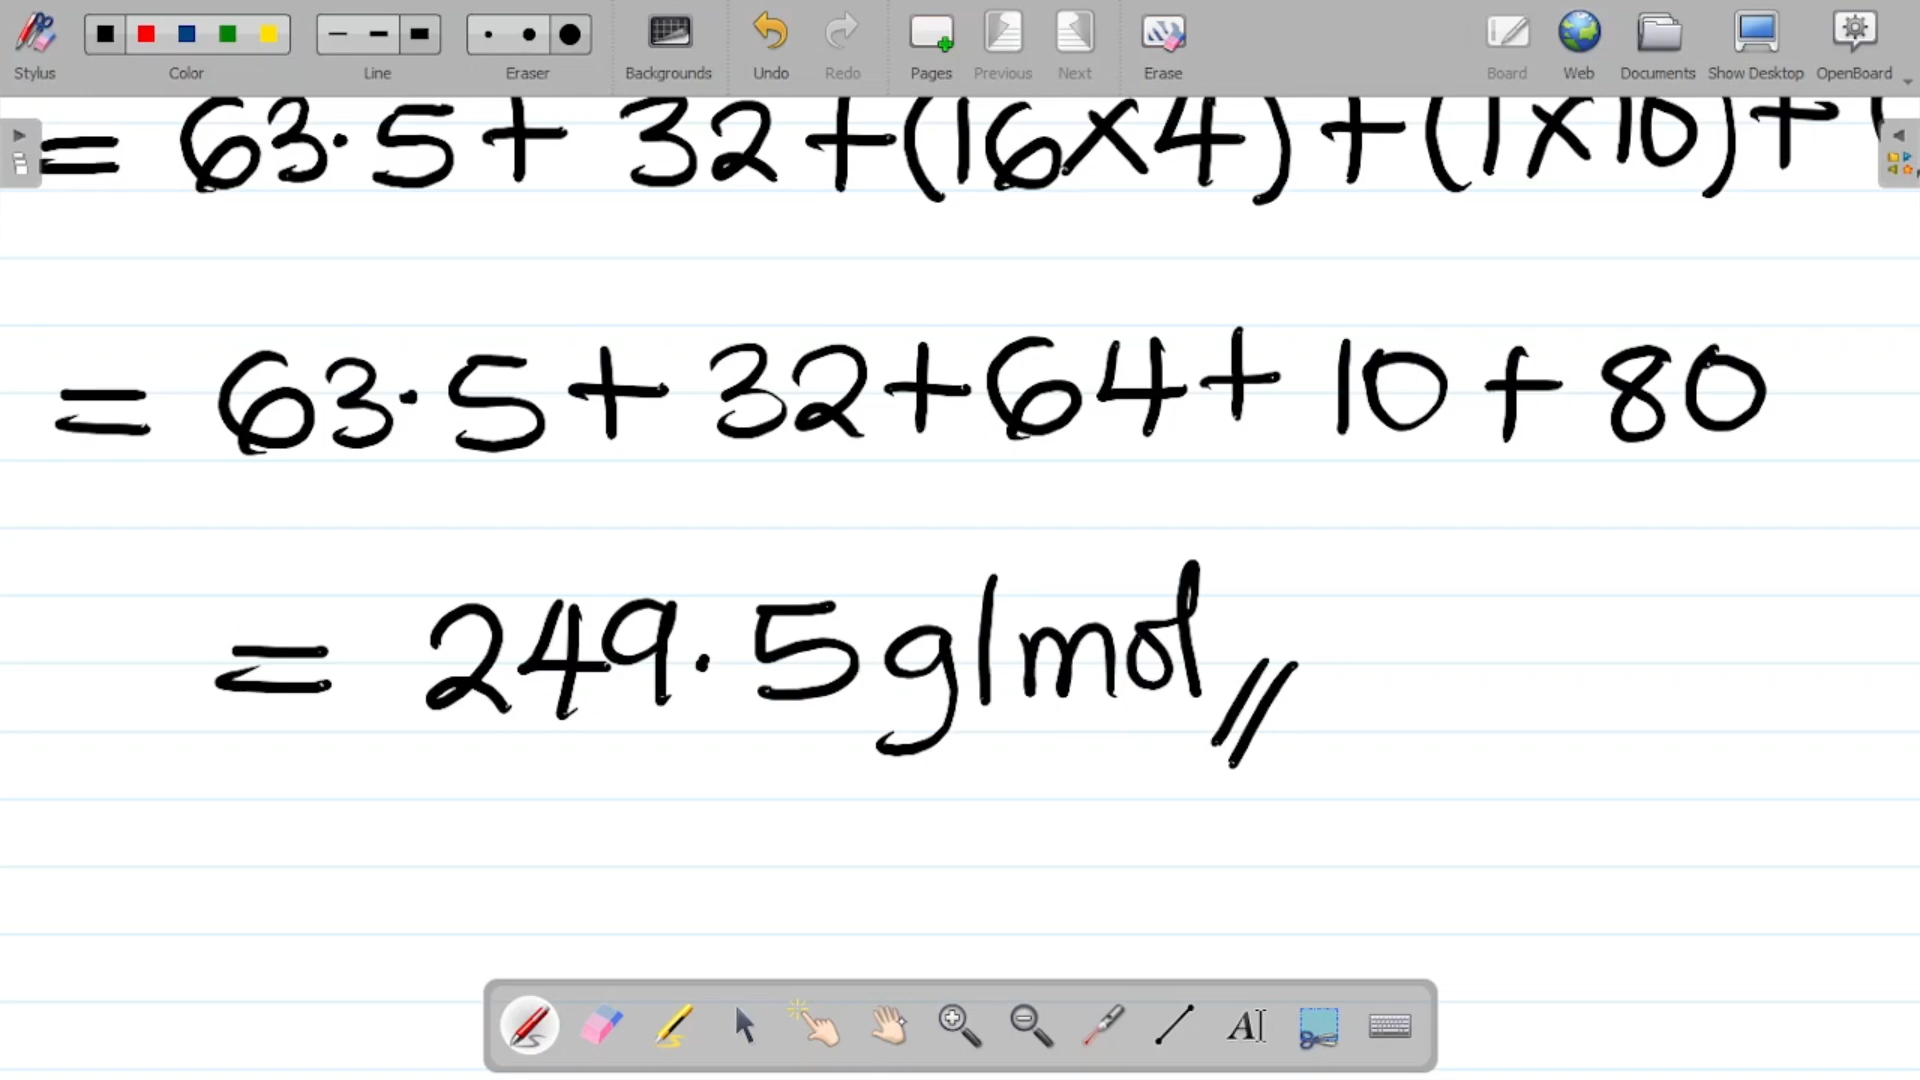 Stylus Color Line Eraser Backgrounds Undo Redo Pages Previous Next Erase Board Web Documents Show Desktop OpenBoard
= 63.5 + 32 + (16×4) + (1×10) + (
= 63.5 + 32 + 64 + 10 + 80
= 249.5 g/mol //
AI